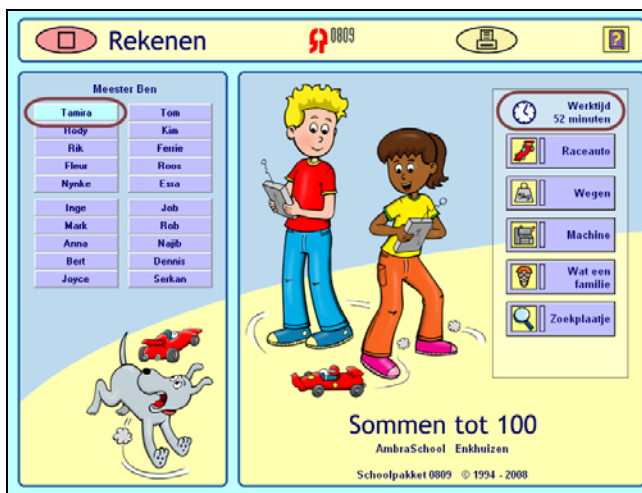 Rekenen
0809
Meester Ben
Tamira
Tom
Rody
Kim
Rik
Ferrie
Fleur
Roos
Nynke
Esra
Inge
Job
Mark
Rob
Anna
Najib
Bert
Dennis
Joyce
Serkan
Werktijd
52 minuten
Raceauto
Wegen
Machine
Wat een
familie
Zoekplaatje
Sommen tot 100
AmbraSchool Enkhuizen
Schoolpakket 0809 © 1994 - 2008